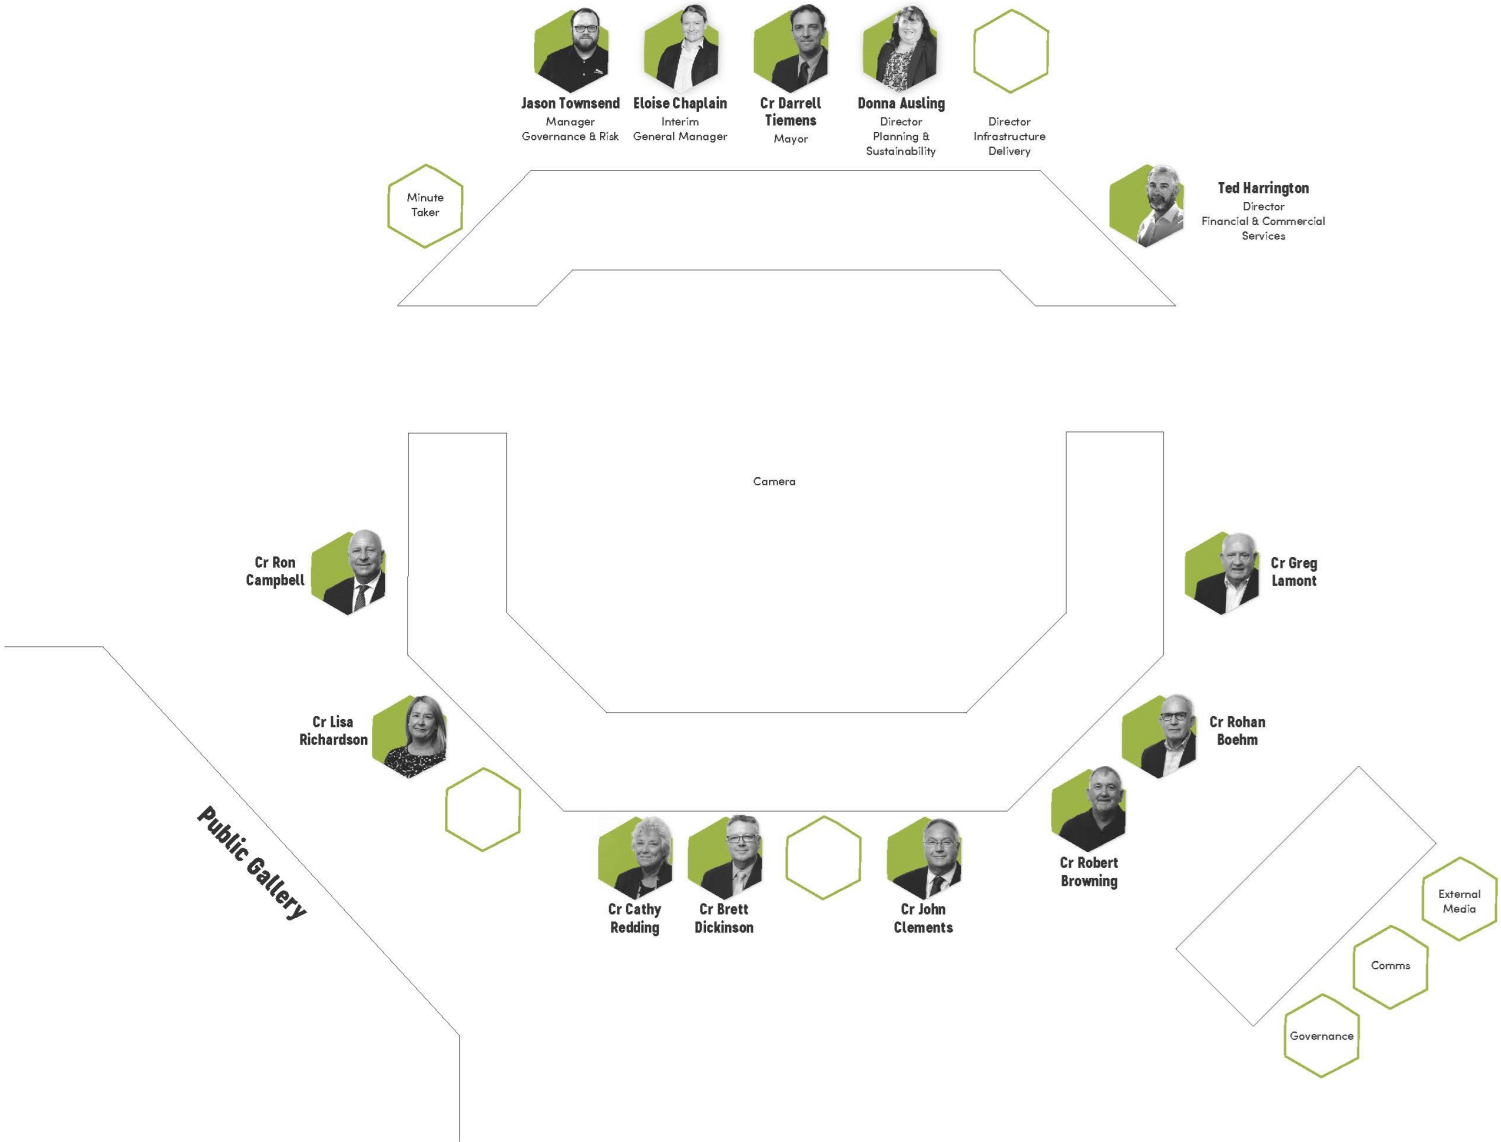 Jason Townsend
Manager
Governance & Risk
Eloise Chaplain
Interim
General Manager
Cr Darrell
Tiemens
Mayor
Donna Ausling
Director
Planning &
Sustainability
Director
Infrastructure
Delivery
Minute
Taker
Ted Harrington
Director
Financial & Commercial
Services
Camera
Cr Ron
Campbell
Cr Greg
Lamont
Cr Lisa
Richardson
Cr Rohan
Boehm
Public Gallery
Cr Cathy
Redding
Cr Brett
Dickinson
Cr John
Clements
Cr Robert
Browning
External
Media
Comms
Governance